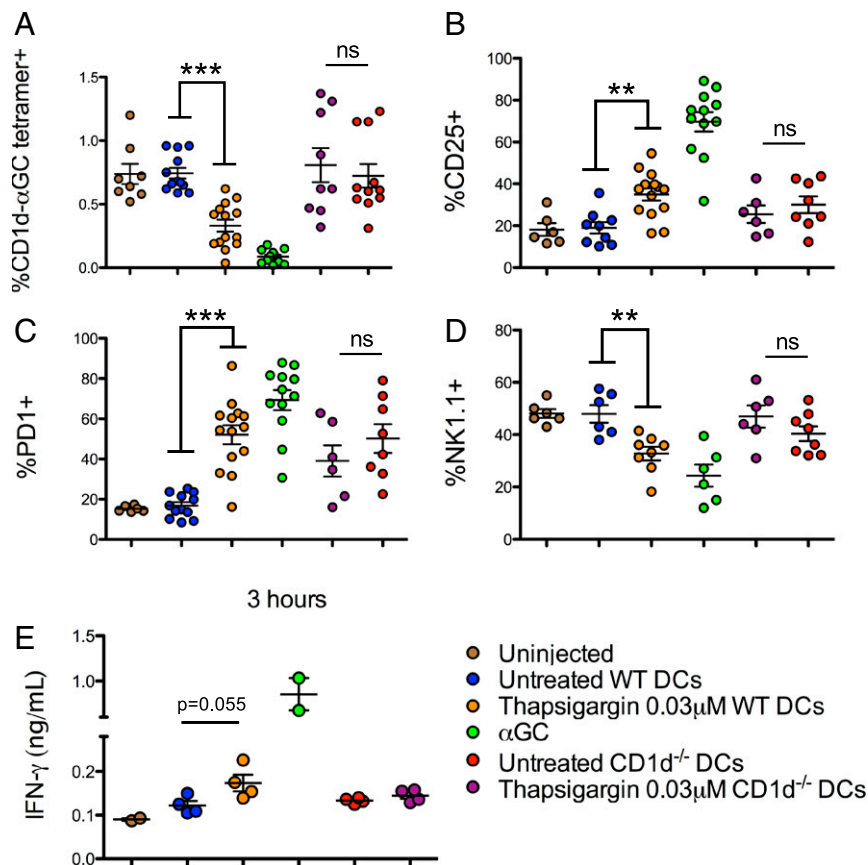 A
%CD1d-αGC tetramer+
1.5
1.0
0.5
0.0
***
ns
B
%CD25+
100
80
60
40
20
0
**
ns
C
%PD1+
100
80
60
40
20
0
***
ns
D
%NK1.1+
80
60
40
20
0
**
ns
3 hours
E
IFN-γ (ng/mL)
1.5
1.0
0.2
0.1
0.0
p=0.055
Uninjected
Untreated WT DCs
Thapsigargin 0.03μM WT DCs
αGC
Untreated CD1d-/- DCs
Thapsigargin 0.03μM CD1d-/- DCs